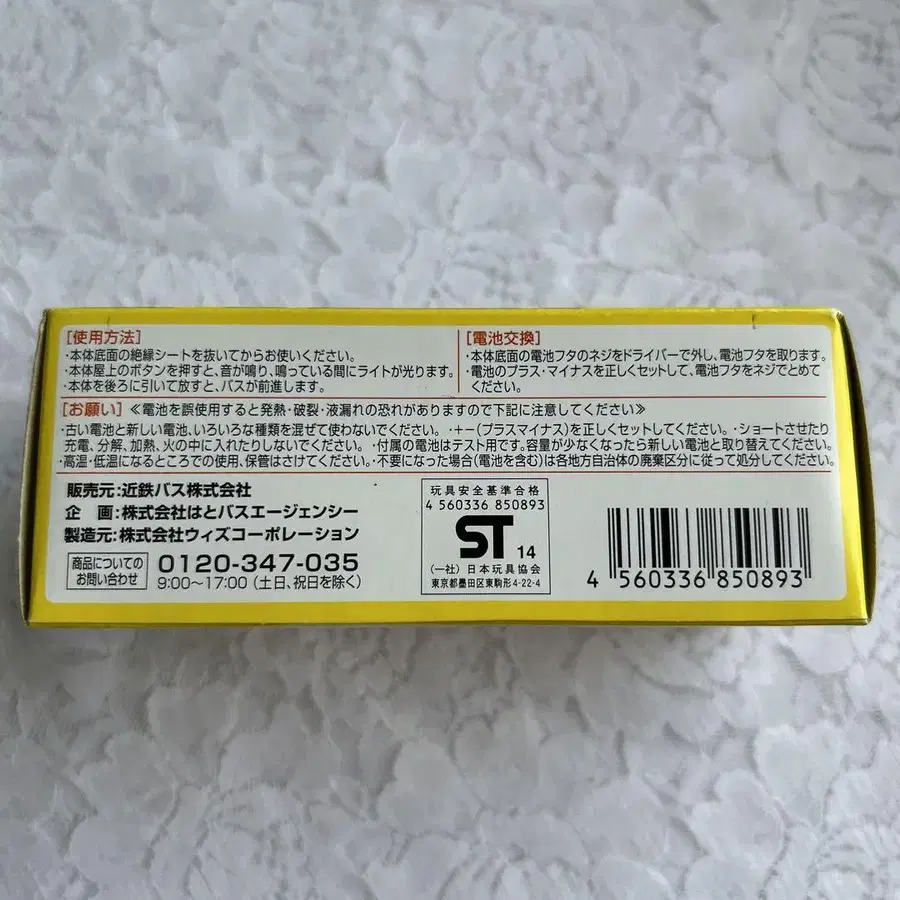 [使用方法]
・本体底面の絶縁シートを抜いてからお使いください。
・本体屋上のボタンを押すと、音が鳴り、鳴っている間にライトが光ります。
・本体を後ろに引いて放すと、バスが前進します。
[電池交換]
・本体底面の電池フタのネジをドライバーで外し、電池フタを取ります。
・電池のプラス・マイナスを正しくセットして、電池フタをネジでとめて
ください。
[お願い] ≪電池を誤使用すると発熱・破裂・液漏れの恐れがありますので下記に注意してください≫
・古い電池と新しい電池、いろいろな種類を混ぜて使わないでください。・+−(プラスマイナス)を正しくセットしてください。・ショートさせたり
充電、分解、加熱、火の中に入れたりしないでください。・付属の電池はテスト用です。容量が少なくなったら新しい電池と取り替えてください。
・高温・低温になるところでの使用、保管はさけてください。・不要になった場合(電池を含む)は各地方自治体の廃棄区分に従って処分してください。
販売元:近鉄バス株式会社
企 画:株式会社はとバスエージェンシー
製造元:株式会社ウィズコーポレーション
商品についての
お問い合わせ
0120-347-035
9:00〜17:00 (土日、祝日を除く)
玩具安全基準合格
4 560336 850893
ST 14
(一社)日本玩具協会
東京都墨田区東駒形4-22-4
4 560336 850893